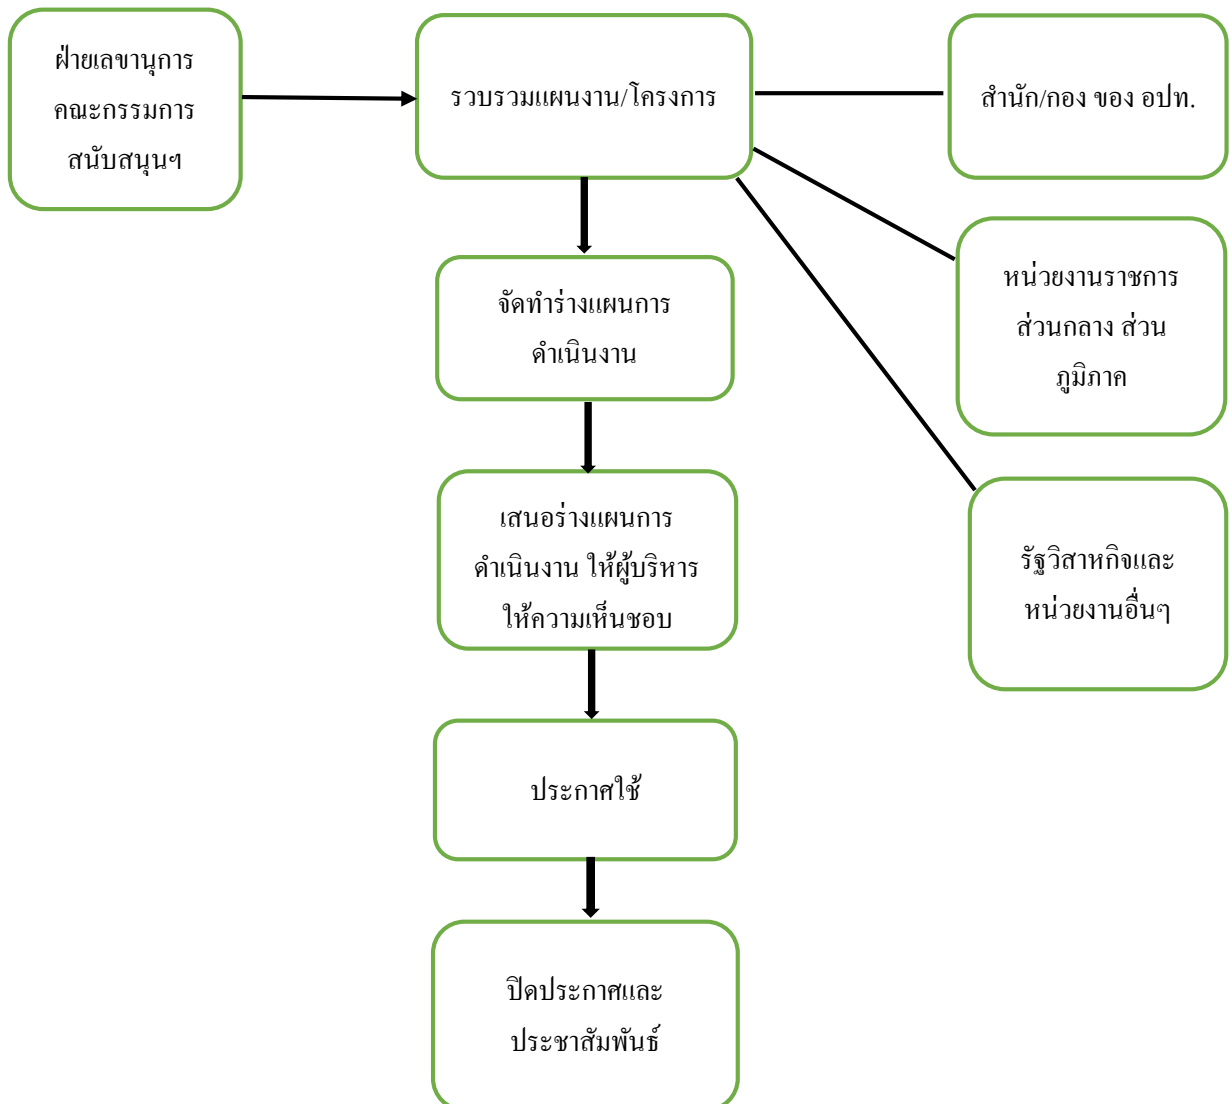 ฝ่ายเลขานุการ
คณะกรรมการ
สนับสนุนฯ
รวบรวมแผนงาน/โครงการ
สำนัก/กอง ของ อปท.
หน่วยงานราชการ
ส่วนกลาง ส่วน
ภูมิภาค
รัฐวิสาหกิจและ
หน่วยงานอื่นๆ
จัดทำร่างแผนการ
ดำเนินงาน
เสนอร่างแผนการ
ดำเนินงาน ให้ผู้บริหาร
ให้ความเห็นชอบ
ประกาศใช้
ปิดประกาศและ
ประชาสัมพันธ์